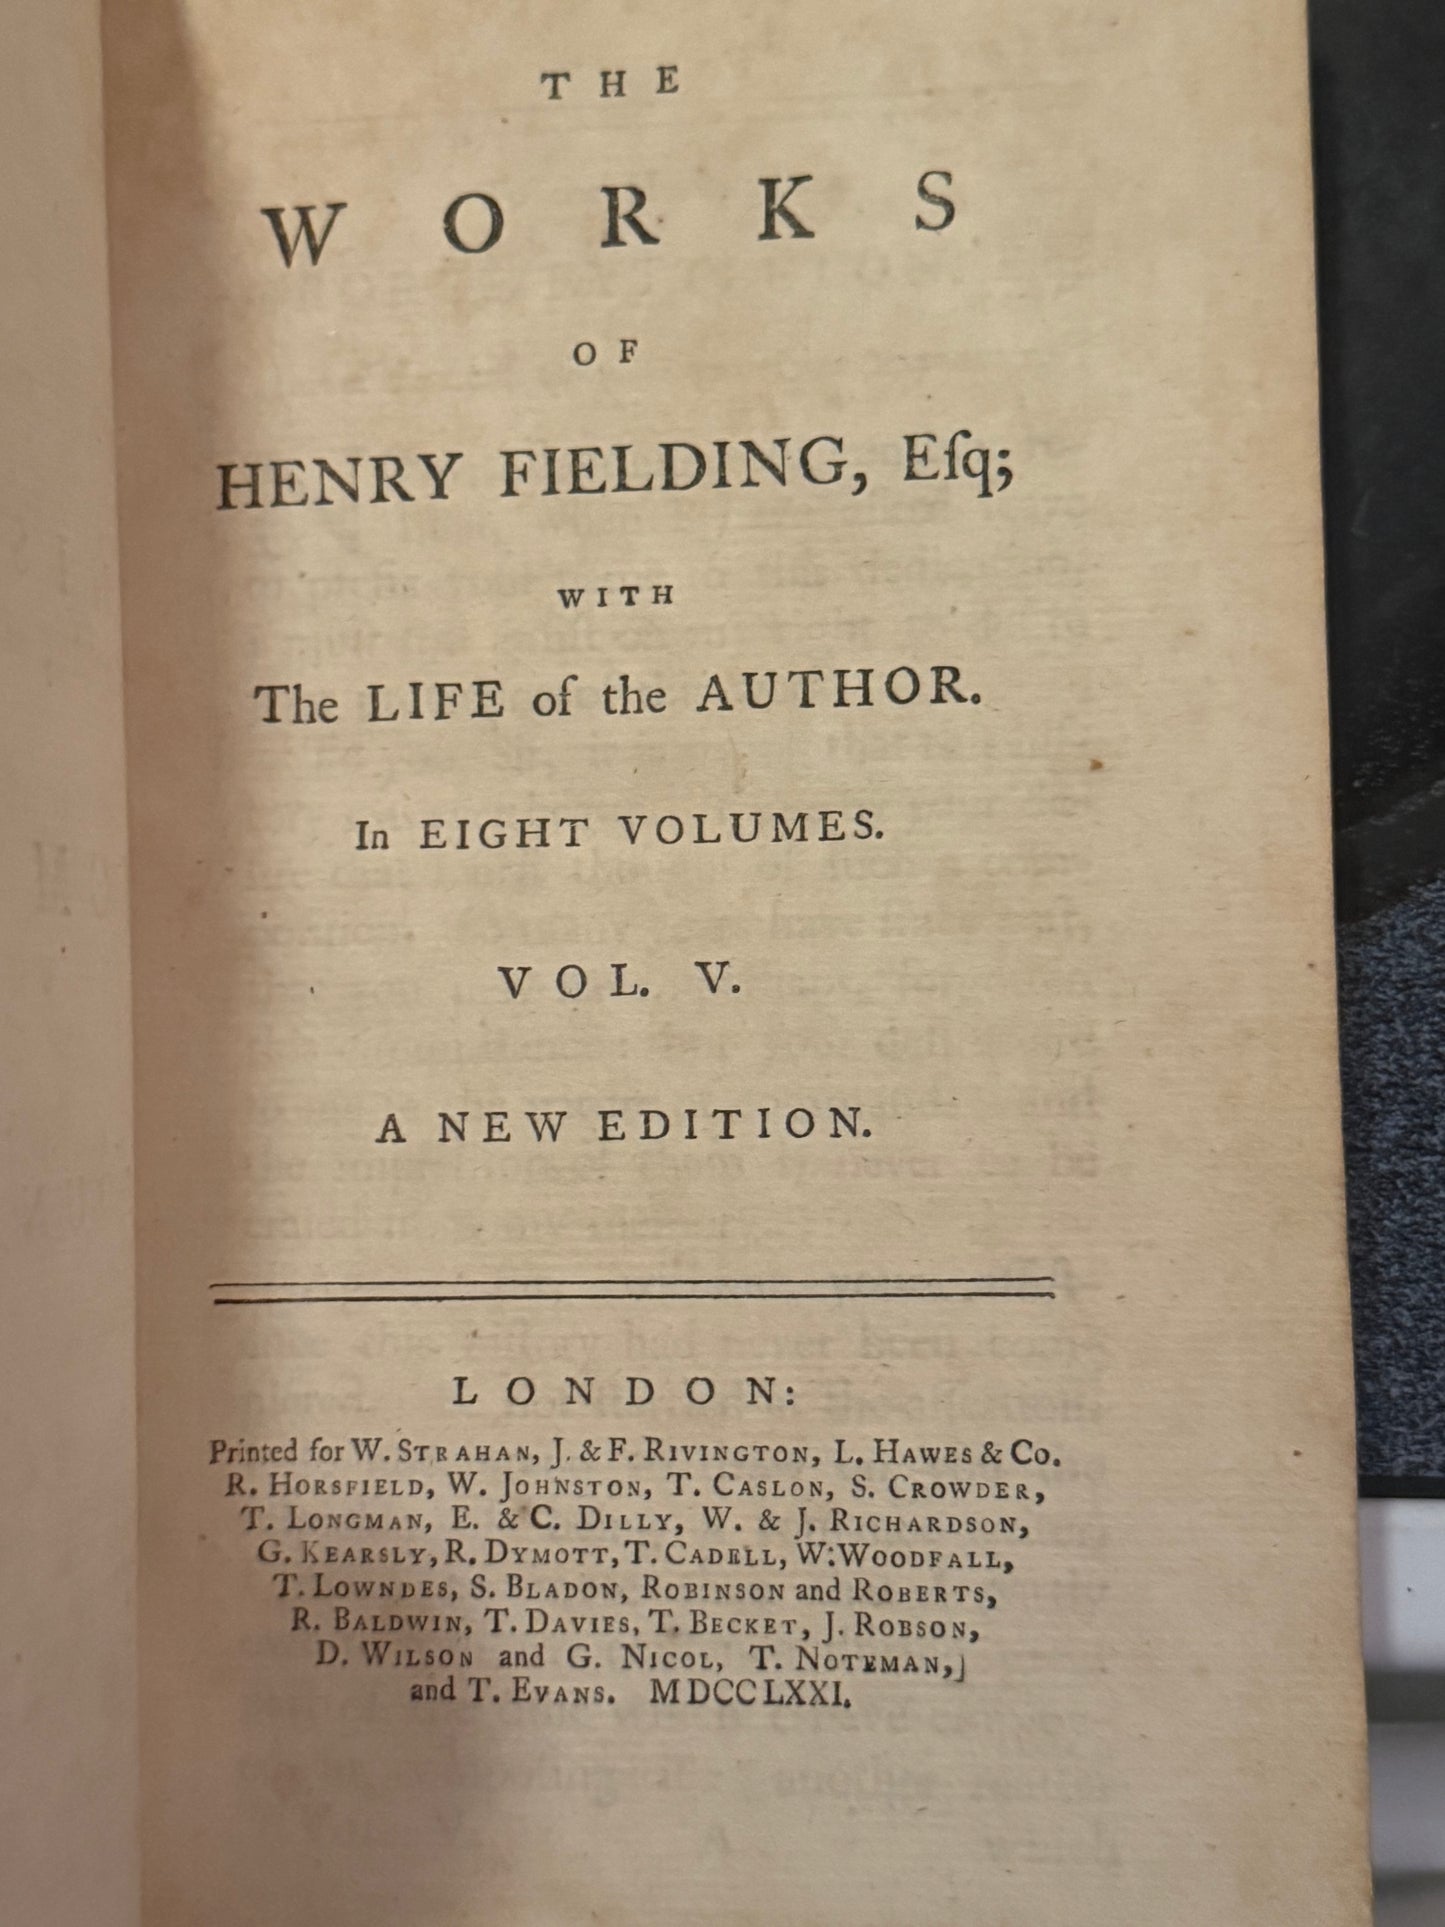 THE
WORKS
OF
HENRY FIELDING, Eſq;
WITH
The LIFE of the AUTHOR.
In EIGHT VOLUMES.
VOL. V.
A NEW EDITION.
LONDON:
Printed for W. STRAHAN, J. & F. RIVINGTON, L. HAWES & Co.
R. HORSFIELD, W. JOHNSTON, T. CASLON, S. CROWDER,
T. LONGMAN, E. & C. DILLY, W. & J. RICHARDSON,
G. KEARSLY, R. DYMOTT, T. CADELL, W. WOODFALL,
T. LOWNDES, S. BLADON, ROBINSON and ROBERTS,
R. BALDWIN, T. DAVIES, T. BECKET, J. ROBSON,
D. WILSON and G. NICOL, T. NOTEMAN,
and T. EVANS. MDCCLXXI.